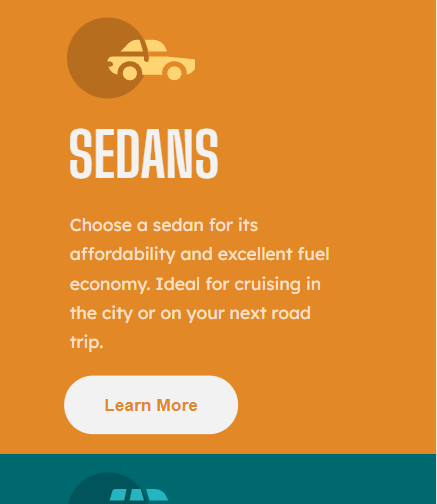 SEDANS
Choose a sedan for its
affordability and excellent fuel
economy. Ideal for cruising in
the city or on your next road
trip.
Learn More